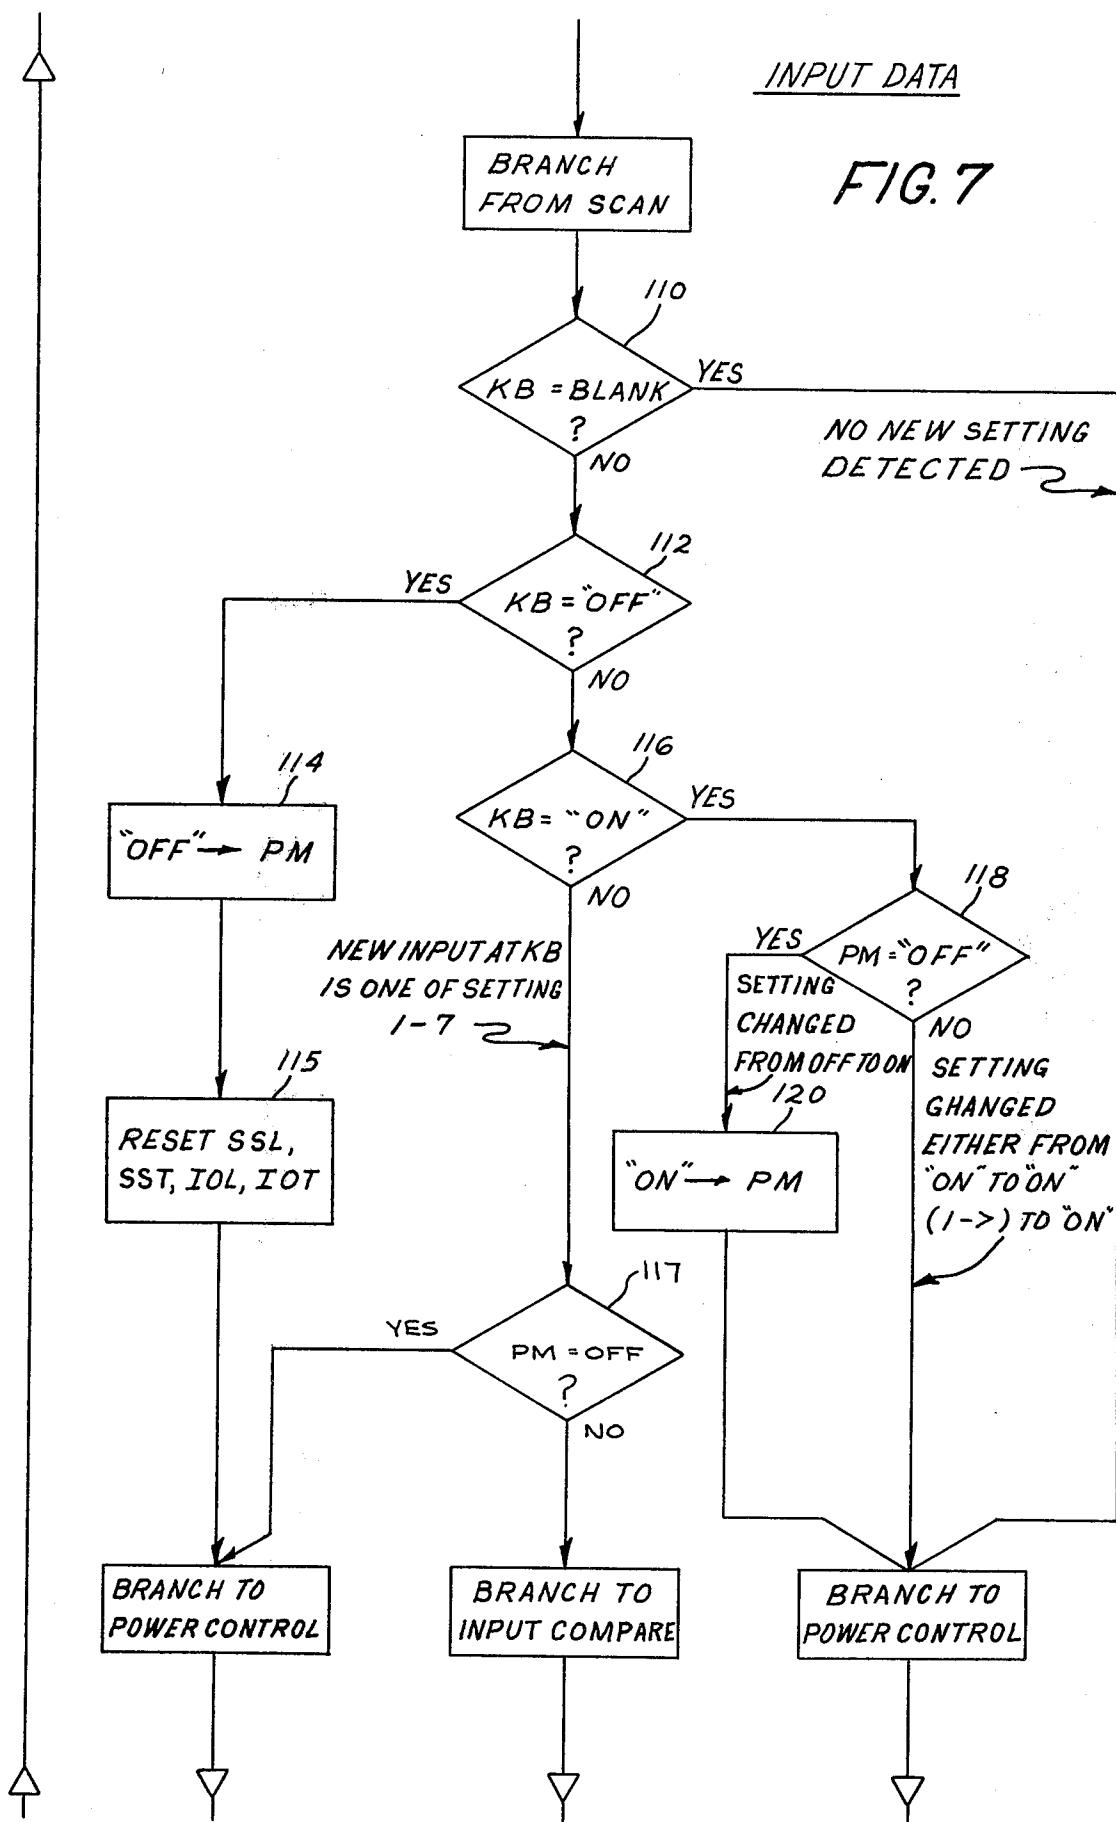 INPUT DATA
FIG. 7
BRANCH
FROM SCAN
110
KB = BLANK
?
YES
NO
NO NEW SETTING
DETECTED
112
KB = "OFF"
?
YES
NO
114
"OFF" → PM
116
KB = "ON"
?
YES
NO
118
PM = "OFF"
?
YES
NO
NEW INPUT AT KB
IS ONE OF SETTING
1-7
SETTING
CHANGED
FROM OFF TO ON
SETTING
GHANGED
EITHER FROM
"ON" TO "ON"
(1->) TO "ON"
115
RESET SSL,
SST, IOL, IOT
120
"ON" → PM
117
PM = OFF
?
YES
NO
BRANCH TO
POWER CONTROL
BRANCH TO
INPUT COMPARE
BRANCH TO
POWER CONTROL